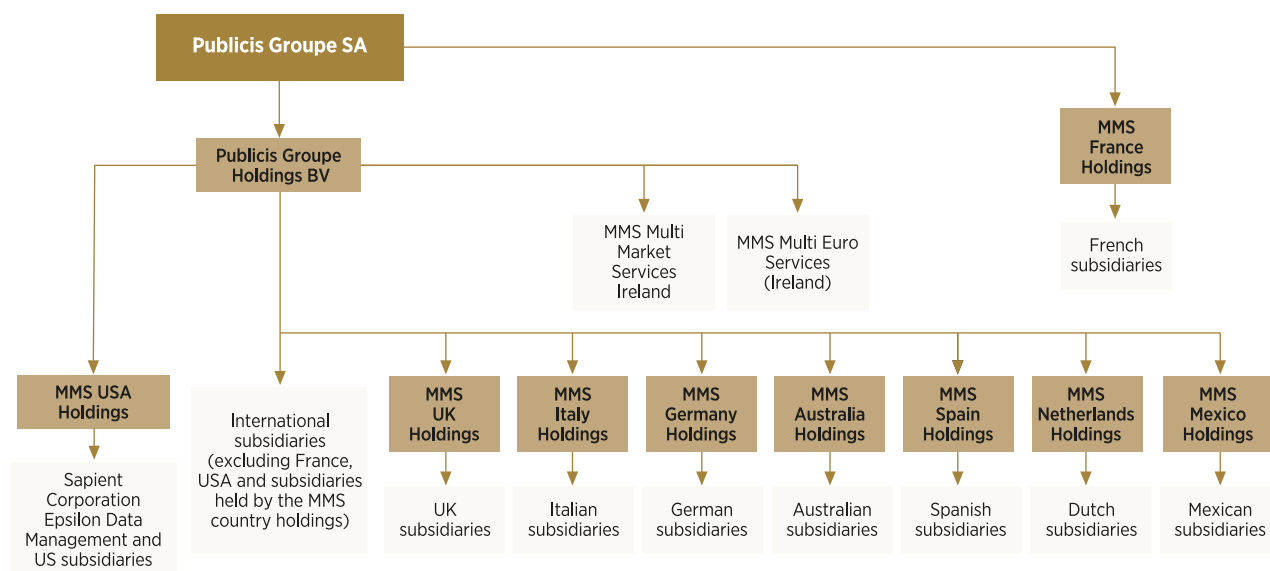 Publicis Groupe SA
MMS
France
Holdings
Publicis Groupe
Holdings BV
French
subsidiaries
MMS Multi
Market
Services
Ireland
MMS Multi Euro
Services
(Ireland)
MMS USA
Holdings
International
subsidiaries
(excluding France,
USA and subsidiaries
held by the MMS
country holdings)
MMS
UK
Holdings
MMS
Italy
Holdings
MMS
Germany
Holdings
MMS
Australia
Holdings
MMS
Spain
Holdings
MMS
Netherlands
Holdings
MMS
Mexico
Holdings
Sapient
Corporation
Epsilon Data
Management and
US subsidiaries
UK
subsidiaries
Italian
subsidiaries
German
subsidiaries
Australian
subsidiaries
Spanish
subsidiaries
Dutch
subsidiaries
Mexican
subsidiaries